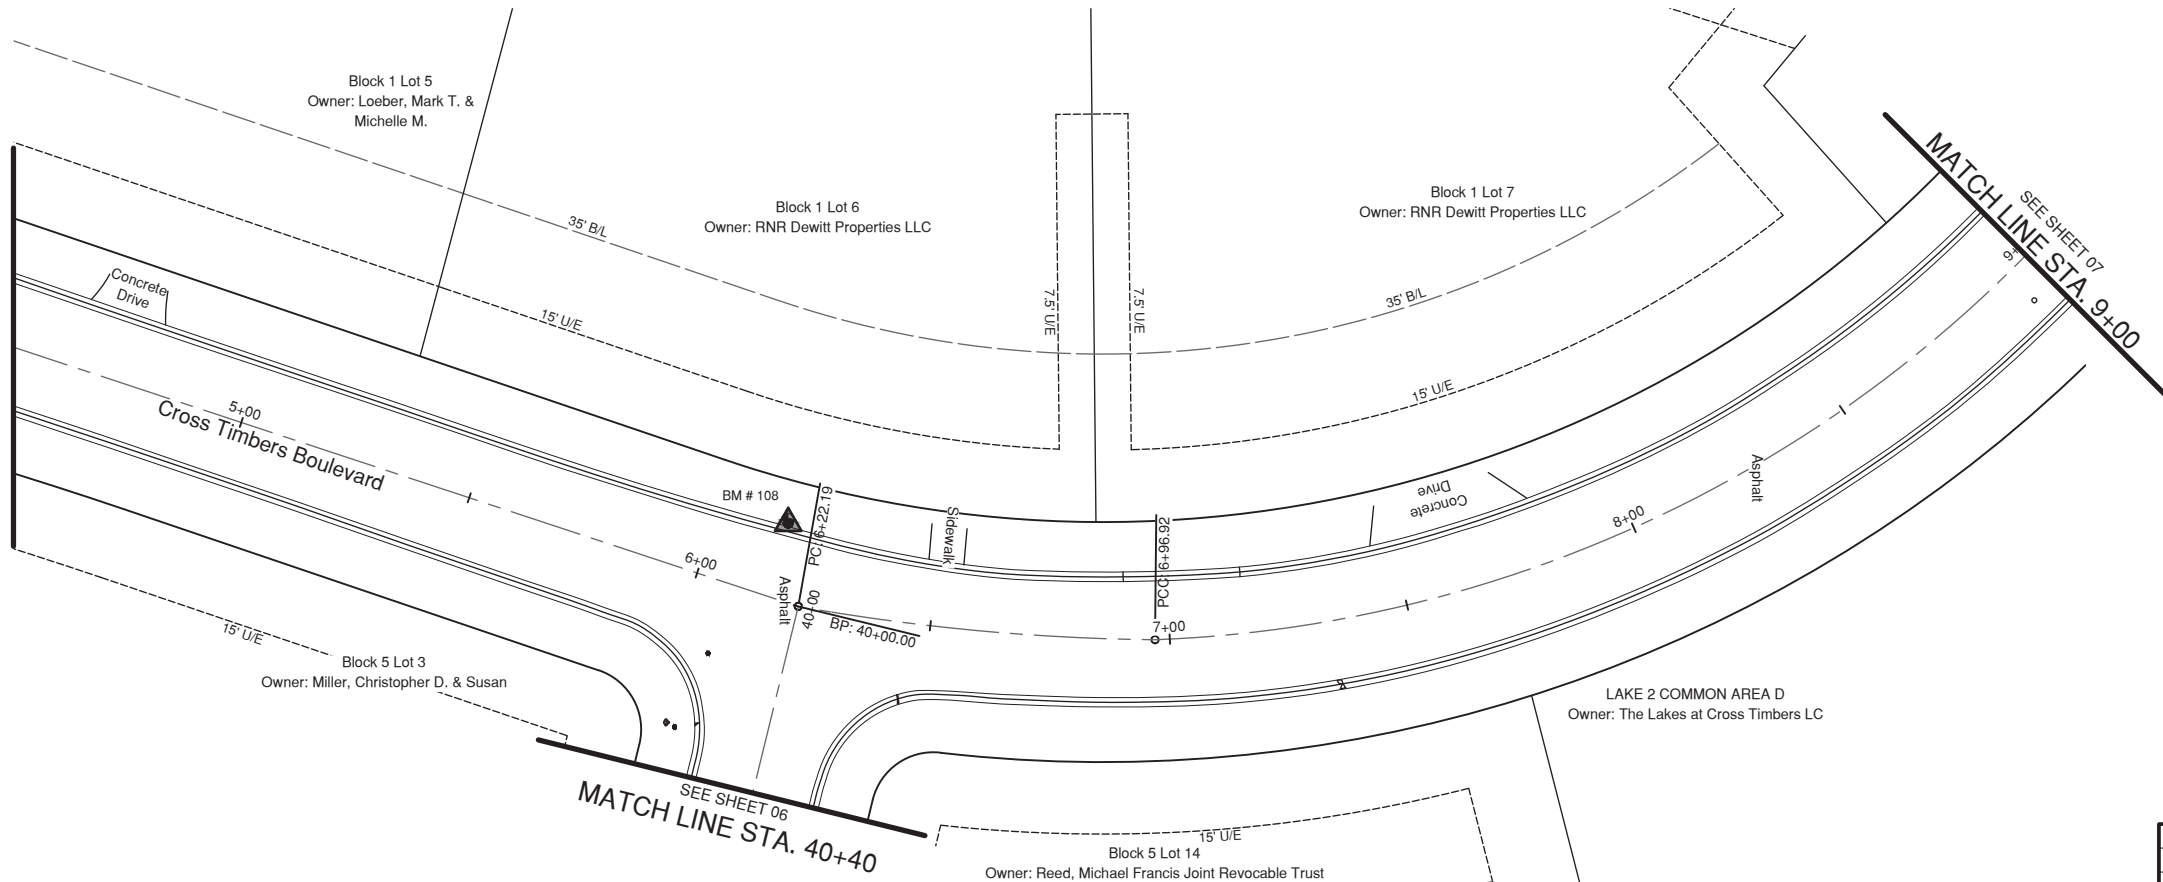 Block 1 Lot 5
Owner: Loeber, Mark T. &
Michelle M.
Block 1 Lot 6
Owner: RNR Dewitt Properties LLC
Block 1 Lot 7
Owner: RNR Dewitt Properties LLC
MATCH LINE STA. 9+00
SEE SHEET 07
35' B/L
35' B/L
Concrete
Drive
15' U/E
7.5' U/E
7.5' U/E
15' U/E
5+00
Cross Timbers Boulevard
BM # 108
PC: 6+22.19
Sidewalk
PCC: 6+96.92
Concrete
Drive
Asphalt
8+00
6+00
Asphalt
40+00
BP: 40+00.00
7+00
15' U/E
Block 5 Lot 3
Owner: Miller, Christopher D. & Susan
LAKE 2 COMMON AREA D
Owner: The Lakes at Cross Timbers LC
SEE SHEET 06
MATCH LINE STA. 40+40
15' U/E
Block 5 Lot 14
Owner: Reed, Michael Francis Joint Revocable Trust